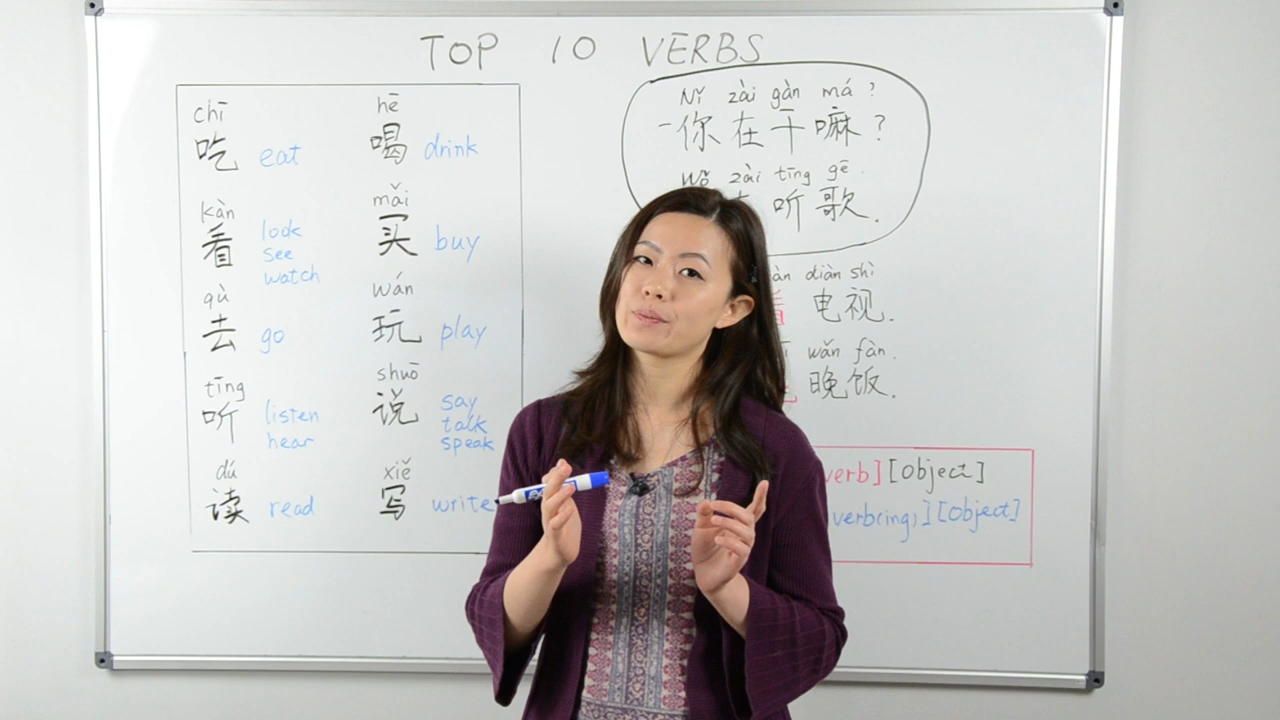 TOP 10 VERBS
chī
吃 eat
hē
喝 drink
kàn
看 look
see
watch
mǎi
买 buy
qù
去 go
wán
玩 play
tīng
听 listen
hear
shuō
说 say
talk
speak
dú
读 read
xiě
写 write
Nǐ zài gàn má ?
-你在干嘛?
Wǒ zài tīng gē.
听歌.
diàn shì
电视.
wǎn fàn.
晚饭.
verb][Object]
verb(ing)][Object]